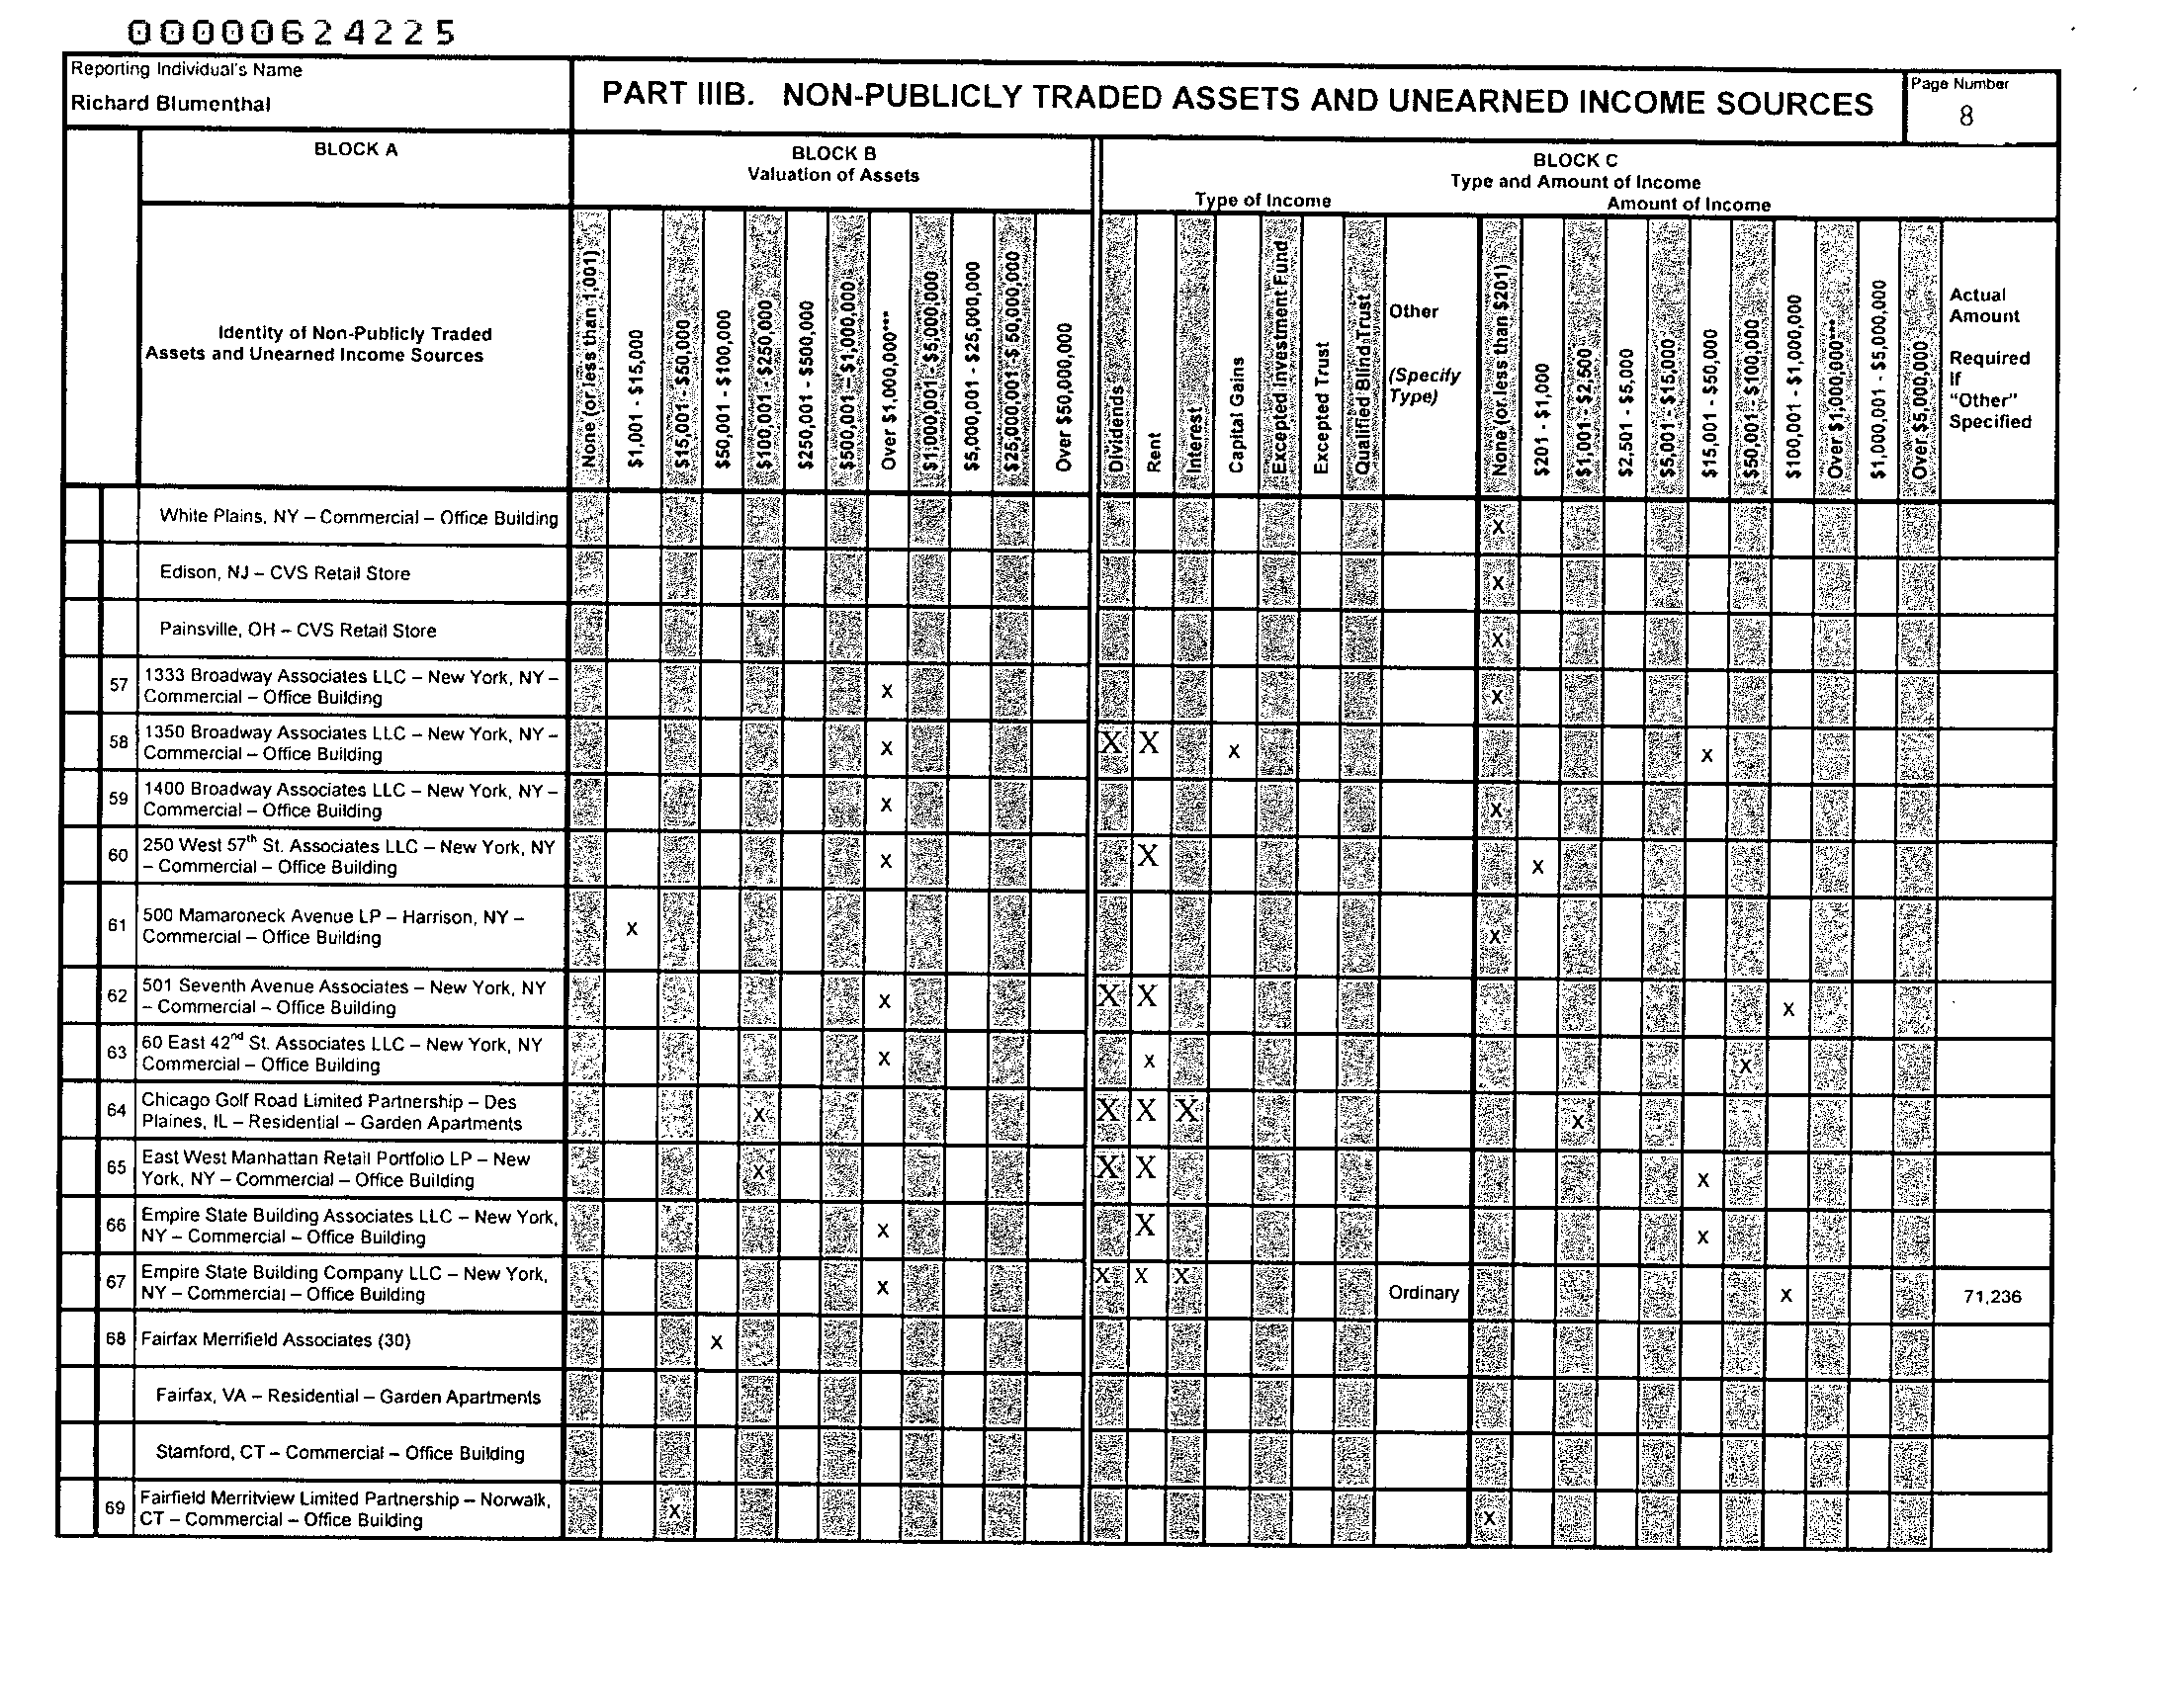 00000624225
Reporting Individual's Name
Richard Blumenthal
PART IIIB. NON-PUBLICLY TRADED ASSETS AND UNEARNED INCOME SOURCES
Page Number
8
BLOCK A
BLOCK B
Valuation of Assets
BLOCK C
Type and Amount of Income
Type of Income
Amount of Income
Identity of Non-Publicly Traded
Assets and Unearned Income Sources
None (or less than 1,001)
$1,001 - $15,000
$15,001 - $50,000
$50,001 - $100,000
$100,001 - $250,000
$250,001 - $500,000
$500,001 - $1,000,000
Over $1,000,000***
$1,000,001 - $5,000,000
$5,000,001 - $25,000,000
$25,000,001 - $ 50,000,000
Over $50,000,000
Dividends
Rent
Interest
Capital Gains
Excepted Investment Fund
Excepted Trust
Qualified Blind Trust
Other
(Specify
Type)
None (or less than $201)
$201 - $1,000
$1,001 - $2,500
$2,501 - $5,000
$5,001 - $15,000
$15,001 - $50,000
$50,001 - $100,000
$100,001 - $1,000,000
Over $1,000,000***
$1,000,001 - $5,000,000
Over $5,000,000
Actual
Amount
Required
If
"Other"
Specified
White Plains, NY – Commercial – Office Building X
Edison, NJ – CVS Retail Store X
Painsville, OH – CVS Retail Store X
57 1333 Broadway Associates LLC – New York, NY –
Commercial – Office Building X X
58 1350 Broadway Associates LLC – New York, NY –
Commercial – Office Building X X X X X
59 1400 Broadway Associates LLC – New York, NY –
Commercial – Office Building X X
60 250 West 57th St. Associates LLC – New York, NY
– Commercial – Office Building X X X
61 500 Mamaroneck Avenue LP – Harrison, NY –
Commercial – Office Building X X
62 501 Seventh Avenue Associates – New York, NY
– Commercial – Office Building X X X X
63 60 East 42nd St. Associates LLC – New York, NY
Commercial – Office Building X X X
64 Chicago Golf Road Limited Partnership – Des
Plaines, IL – Residential – Garden Apartments X X X X X
65 East West Manhattan Retail Portfolio LP – New
York, NY – Commercial – Office Building X X X X
66 Empire State Building Associates LLC – New York,
NY – Commercial – Office Building X X X
67 Empire State Building Company LLC – New York,
NY – Commercial – Office Building X X X X Ordinary X 71,236
68 Fairfax Merrifield Associates (30) X
Fairfax, VA – Residential – Garden Apartments
Stamford, CT – Commercial – Office Building
69 Fairfield Merritview Limited Partnership – Norwalk,
CT – Commercial – Office Building X X